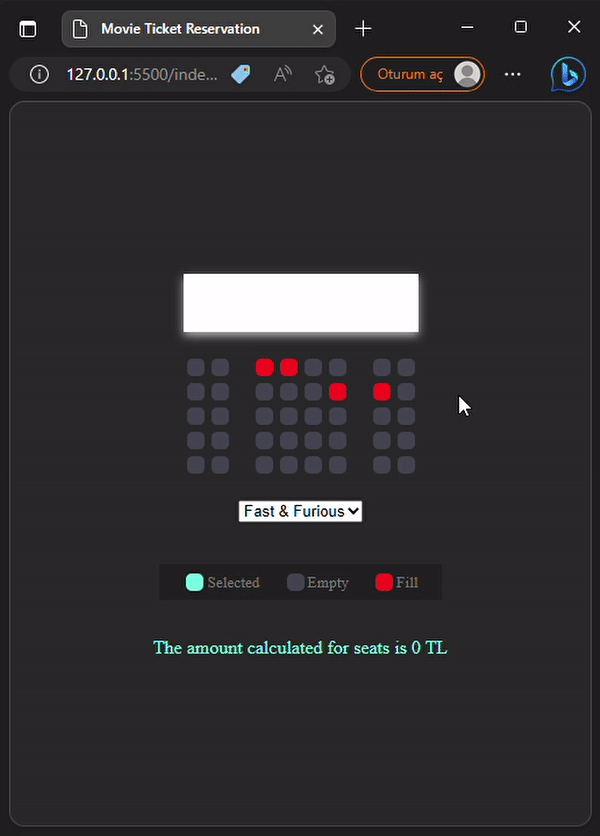 Movie Ticket Reservation
127.0.0.1:5500/inde...
Oturum aç
Fast & Furious
Selected Empty Fill
The amount calculated for seats is 0 TL